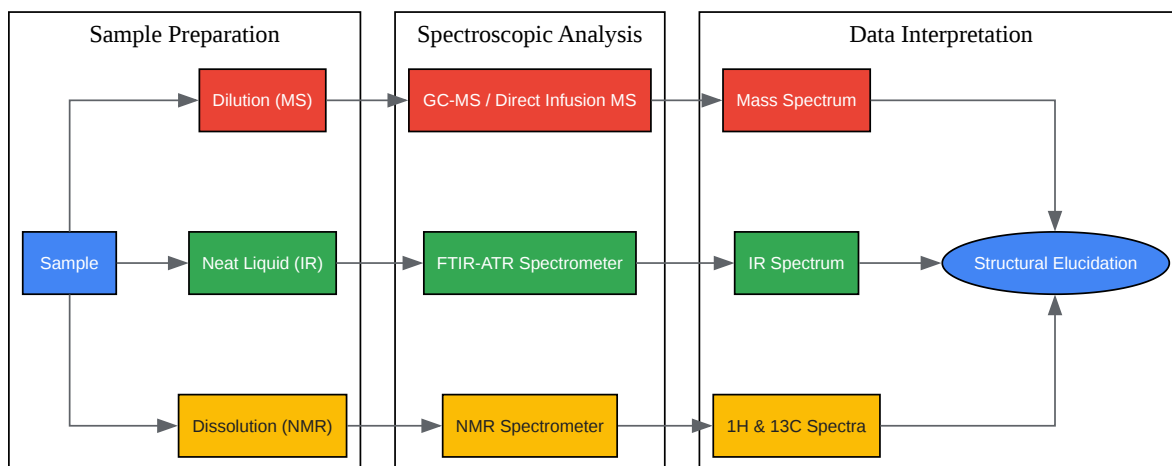 Sample Preparation
Spectroscopic Analysis
Data Interpretation
Dilution (MS)
GC-MS / Direct Infusion MS
Mass Spectrum
Sample
Neat Liquid (IR)
FTIR-ATR Spectrometer
IR Spectrum
Structural Elucidation
Dissolution (NMR)
NMR Spectrometer
1H & 13C Spectra